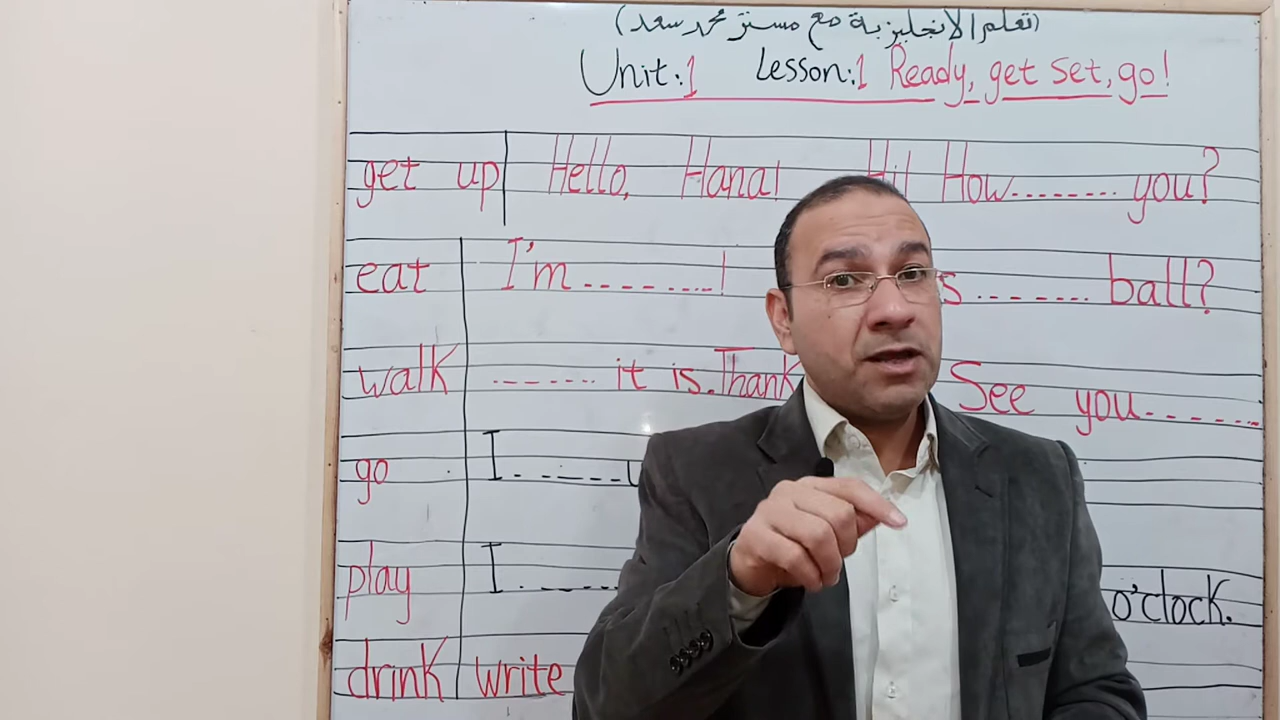 (تعلم الانجليزية مع مستر محمد سعد)
Unit:1 Lesson:1 Ready, get set, go!
get up Hello, Hana! Hi! How........ you?
eat I'm ........! s ....... ball?
walk ....... it is. Thank See you......
go I ......
play I ...... o'clock.
drink write